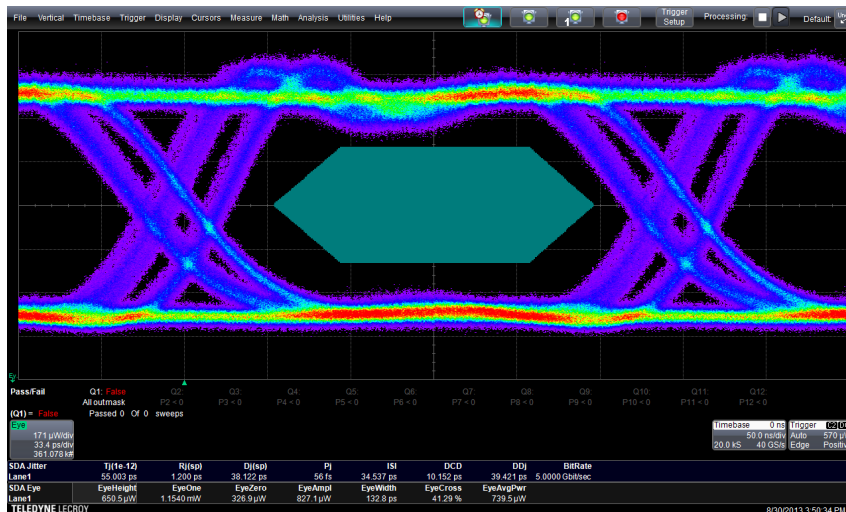 File Vertical Timebase Trigger Display Cursors Measure Math Analysis Utilities Help 1 Trigger Setup Processing: Default:
Ey
Pass/Fail Q1: False Q2: Q3: Q4: Q5: Q6: Q7: Q8: Q9: Q10: Q11: Q12:
All outmask P2 < 0 P3 < 0 P4 < 0 P5 < 0 P6 < 0 P7 < 0 P8 < 0 P9 < 0 P10 < 0 P11 < 0 P12 < 0
(Q1) = False Passed 0 Of 0 sweeps
Eye Timebase 0 ns Trigger
171 µW/div 50.0 ns/div Auto 570 µ
33.4 ps/div 20.0 kS 40 GS/s Edge Positiv
361.078 k#
SDA Jitter Tj(1e-12) Rj(sp) Dj(sp) Pj ISI DCD DDj BitRate
Lane1 55.003 ps 1.200 ps 38.122 ps 56 fs 34.537 ps 10.152 ps 39.421 ps 5.0000 Gbit/sec
SDA Eye EyeHeight EyeOne EyeZero EyeAmpl EyeWidth EyeCross EyeAvgPwr
Lane1 650.5 µW 1.1540 mW 326.9 µW 827.1 µW 132.8 ps 41.29 % 739.5 µW
TELEDYNE LECROY 8/30/2013 3:50:34 PM